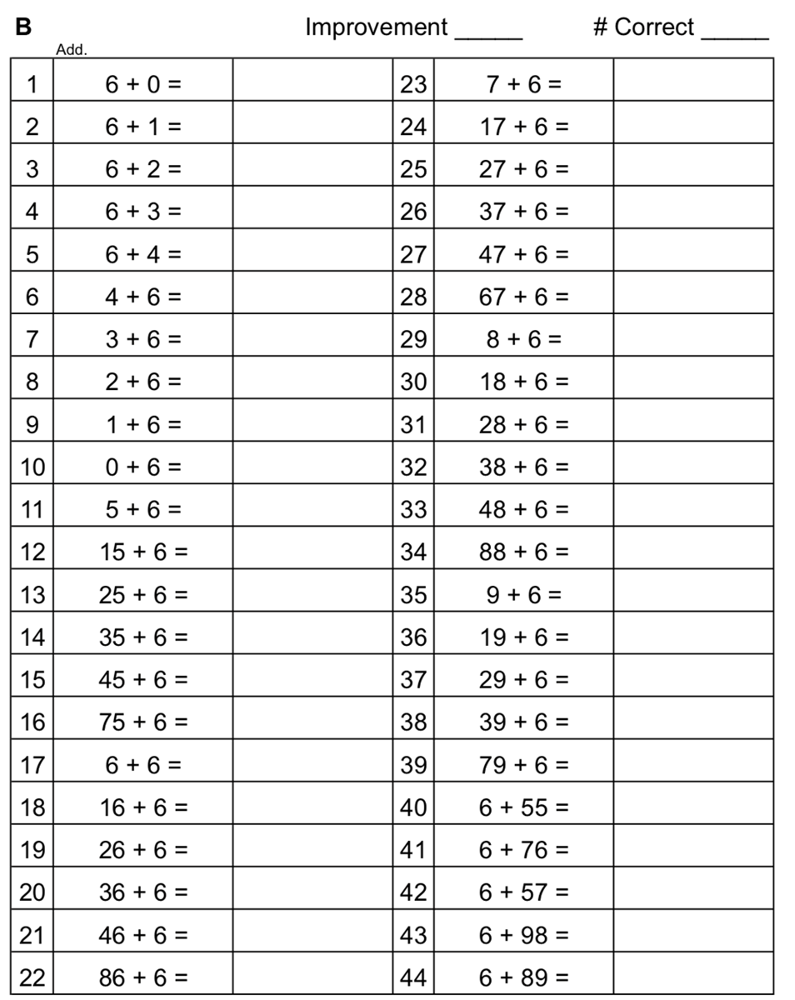 B Improvement _____ # Correct _____
Add.
1 6 + 0 = 23 7 + 6 =
2 6 + 1 = 24 17 + 6 =
3 6 + 2 = 25 27 + 6 =
4 6 + 3 = 26 37 + 6 =
5 6 + 4 = 27 47 + 6 =
6 4 + 6 = 28 67 + 6 =
7 3 + 6 = 29 8 + 6 =
8 2 + 6 = 30 18 + 6 =
9 1 + 6 = 31 28 + 6 =
10 0 + 6 = 32 38 + 6 =
11 5 + 6 = 33 48 + 6 =
12 15 + 6 = 34 88 + 6 =
13 25 + 6 = 35 9 + 6 =
14 35 + 6 = 36 19 + 6 =
15 45 + 6 = 37 29 + 6 =
16 75 + 6 = 38 39 + 6 =
17 6 + 6 = 39 79 + 6 =
18 16 + 6 = 40 6 + 55 =
19 26 + 6 = 41 6 + 76 =
20 36 + 6 = 42 6 + 57 =
21 46 + 6 = 43 6 + 98 =
22 86 + 6 = 44 6 + 89 =